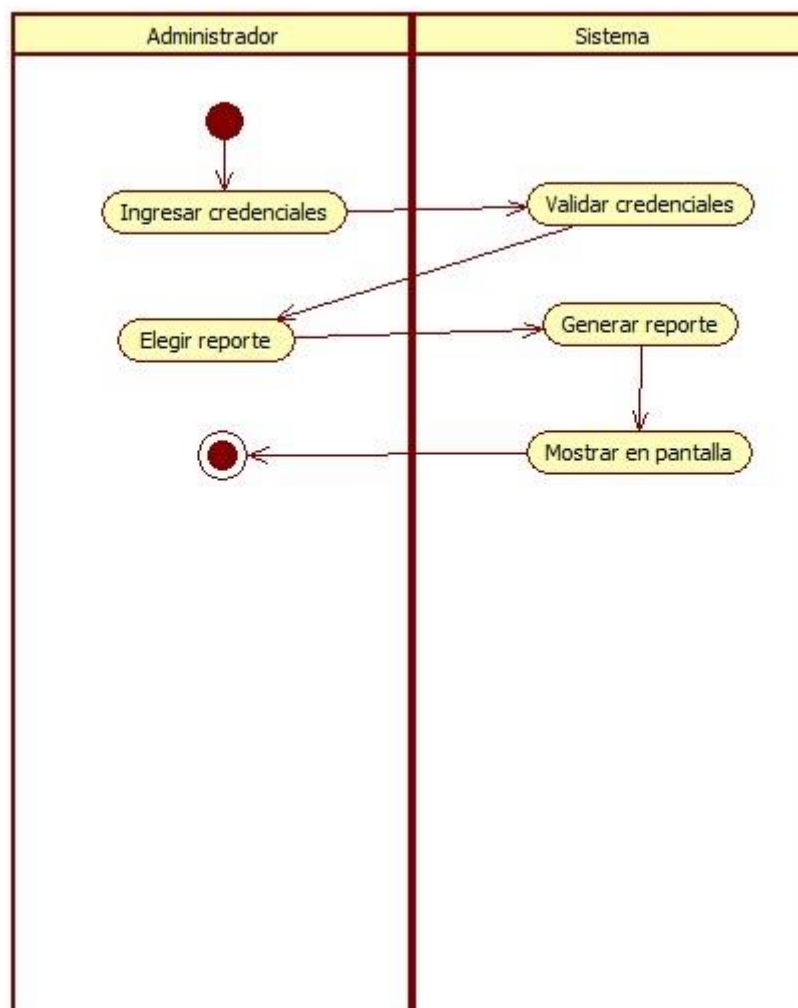 Administrador
Sistema
Ingresar credenciales
Validar credenciales
Elegir reporte
Generar reporte
Mostrar en pantalla